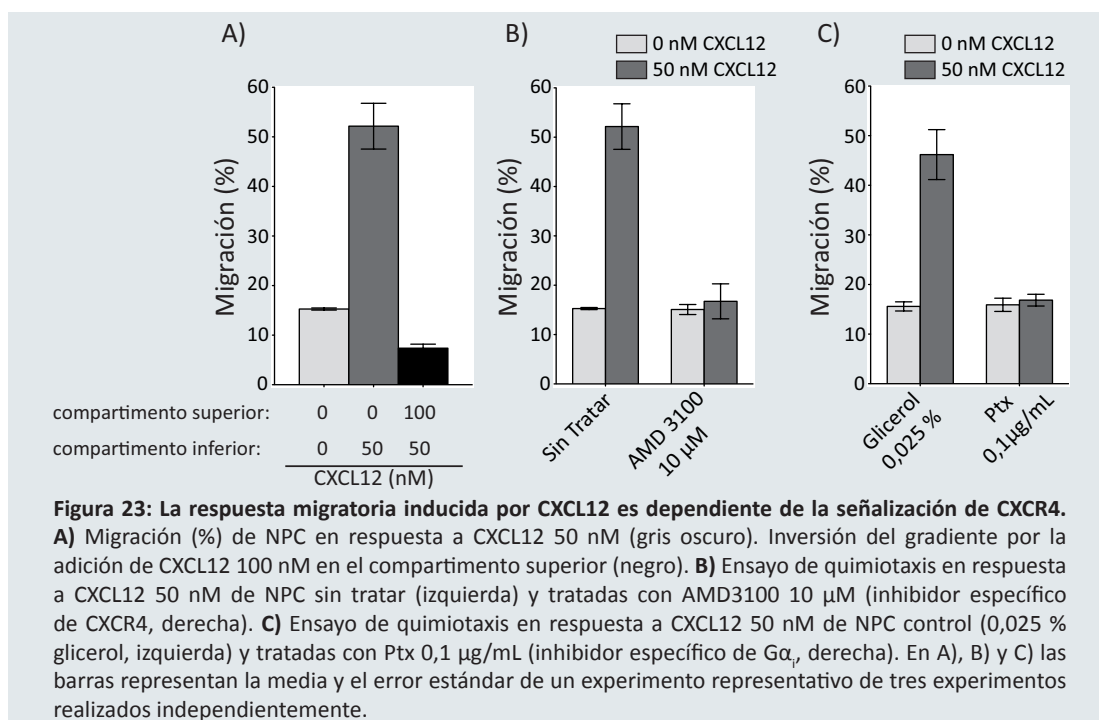 A)
Migración (%)
60
50
40
30
20
10
0
compartimento superior: 0 0 100
compartimento inferior: 0 50 50
CXCL12 (nM)
B)
0 nM CXCL12
50 nM CXCL12
Migración (%)
60
50
40
30
20
10
0
Sin Tratar
AMD 3100
10 µM
C)
0 nM CXCL12
50 nM CXCL12
Migración (%)
60
50
40
30
20
10
0
Glicerol
0,025 %
Ptx
0,1µg/mL
Figura 23: La respuesta migratoria inducida por CXCL12 es dependiente de la señalización de CXCR4.
A) Migración (%) de NPC en respuesta a CXCL12 50 nM (gris oscuro). Inversión del gradiente por la
adición de CXCL12 100 nM en el compartimento superior (negro). B) Ensayo de quimiotaxis en respuesta
a CXCL12 50 nM de NPC sin tratar (izquierda) y tratadas con AMD3100 10 µM (inhibidor específico
de CXCR4, derecha). C) Ensayo de quimiotaxis en respuesta a CXCL12 50 nM de NPC control (0,025 %
glicerol, izquierda) y tratadas con Ptx 0,1 µg/mL (inhibidor específico de Gαi, derecha). En A), B) y C) las
barras representan la media y el error estándar de un experimento representativo de tres experimentos
realizados independientemente.